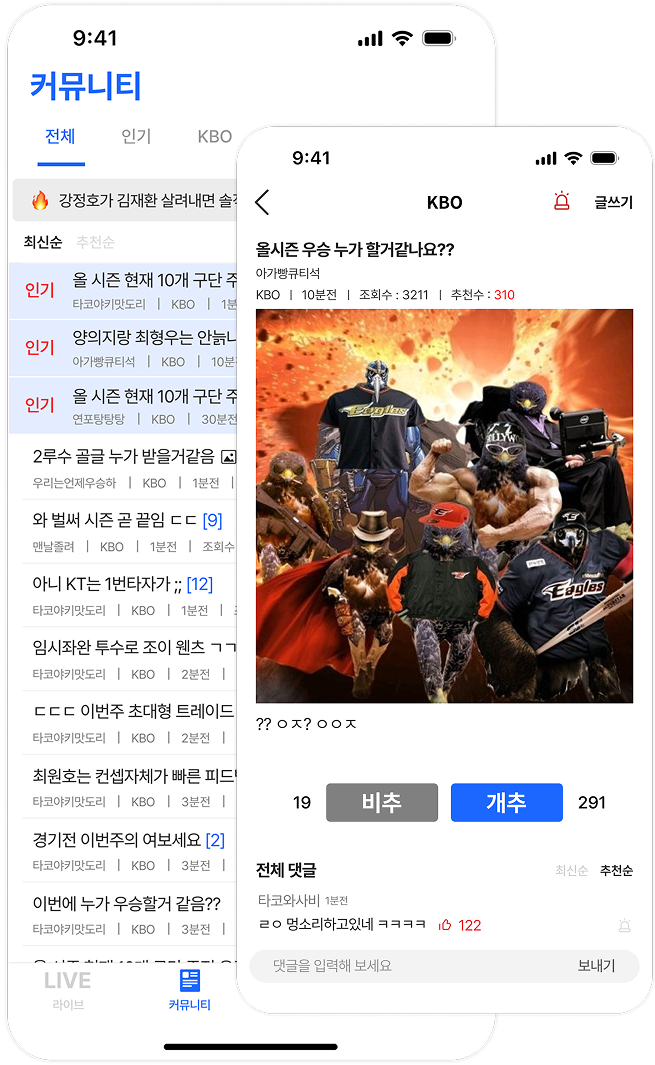 9:41
커뮤니티
전체 인기 KBO
강정호가 김재환 살려내면 솔직
최신순 추천순
인기 올 시즌 현재 10개 구단 주
타코야키맛도리 | KBO | 1분
인기 양의지랑 최형우는 안늙나
아가빵큐티석 | KBO | 10분
인기 올 시즌 현재 10개 구단 주
연포탕탕탕 | KBO | 30분전
2루수 골글 누가 받을거같음
우리는언제우승하 | KBO | 1분전 |
와 벌써 시즌 곧 끝임 ㄷㄷ [9]
맨날졸려 | KBO | 1분전 | 조회수
아니 KT는 1번타자가 ;; [12]
타코야키맛도리 | KBO | 1분전 |
임시좌완 투수로 조이 웬츠 ㄱㄱ
타코야키맛도리 | KBO | 2분전 |
ㄷㄷㄷ 이번주 초대형 트레이드
타코야키맛도리 | KBO | 2분전 |
최원호는 컨셉자체가 빠른 피드
타코야키맛도리 | KBO | 3분전 |
경기전 이번주의 여보세요 [2]
타코야키맛도리 | KBO | 3분전 |
이번에 누가 우승할거 같음??
타코야키맛도리 | KBO | 3분전 |
LIVE
라이브 커뮤니티
9:41
KBO 글쓰기
올시즌 우승 누가 할거같나요??
아가빵큐티석
KBO | 10분전 | 조회수 : 3211 | 추천수 : 310
Eagles
Eagles
?? ㅇㅈ? ㅇㅇㅈ
19 비추 개추 291
전체 댓글 최신순 추천순
타코와사비 1분전
ㄹㅇ 멍소리하고있네 ㅋㅋㅋㅋ 122
댓글을 입력해 보세요 보내기